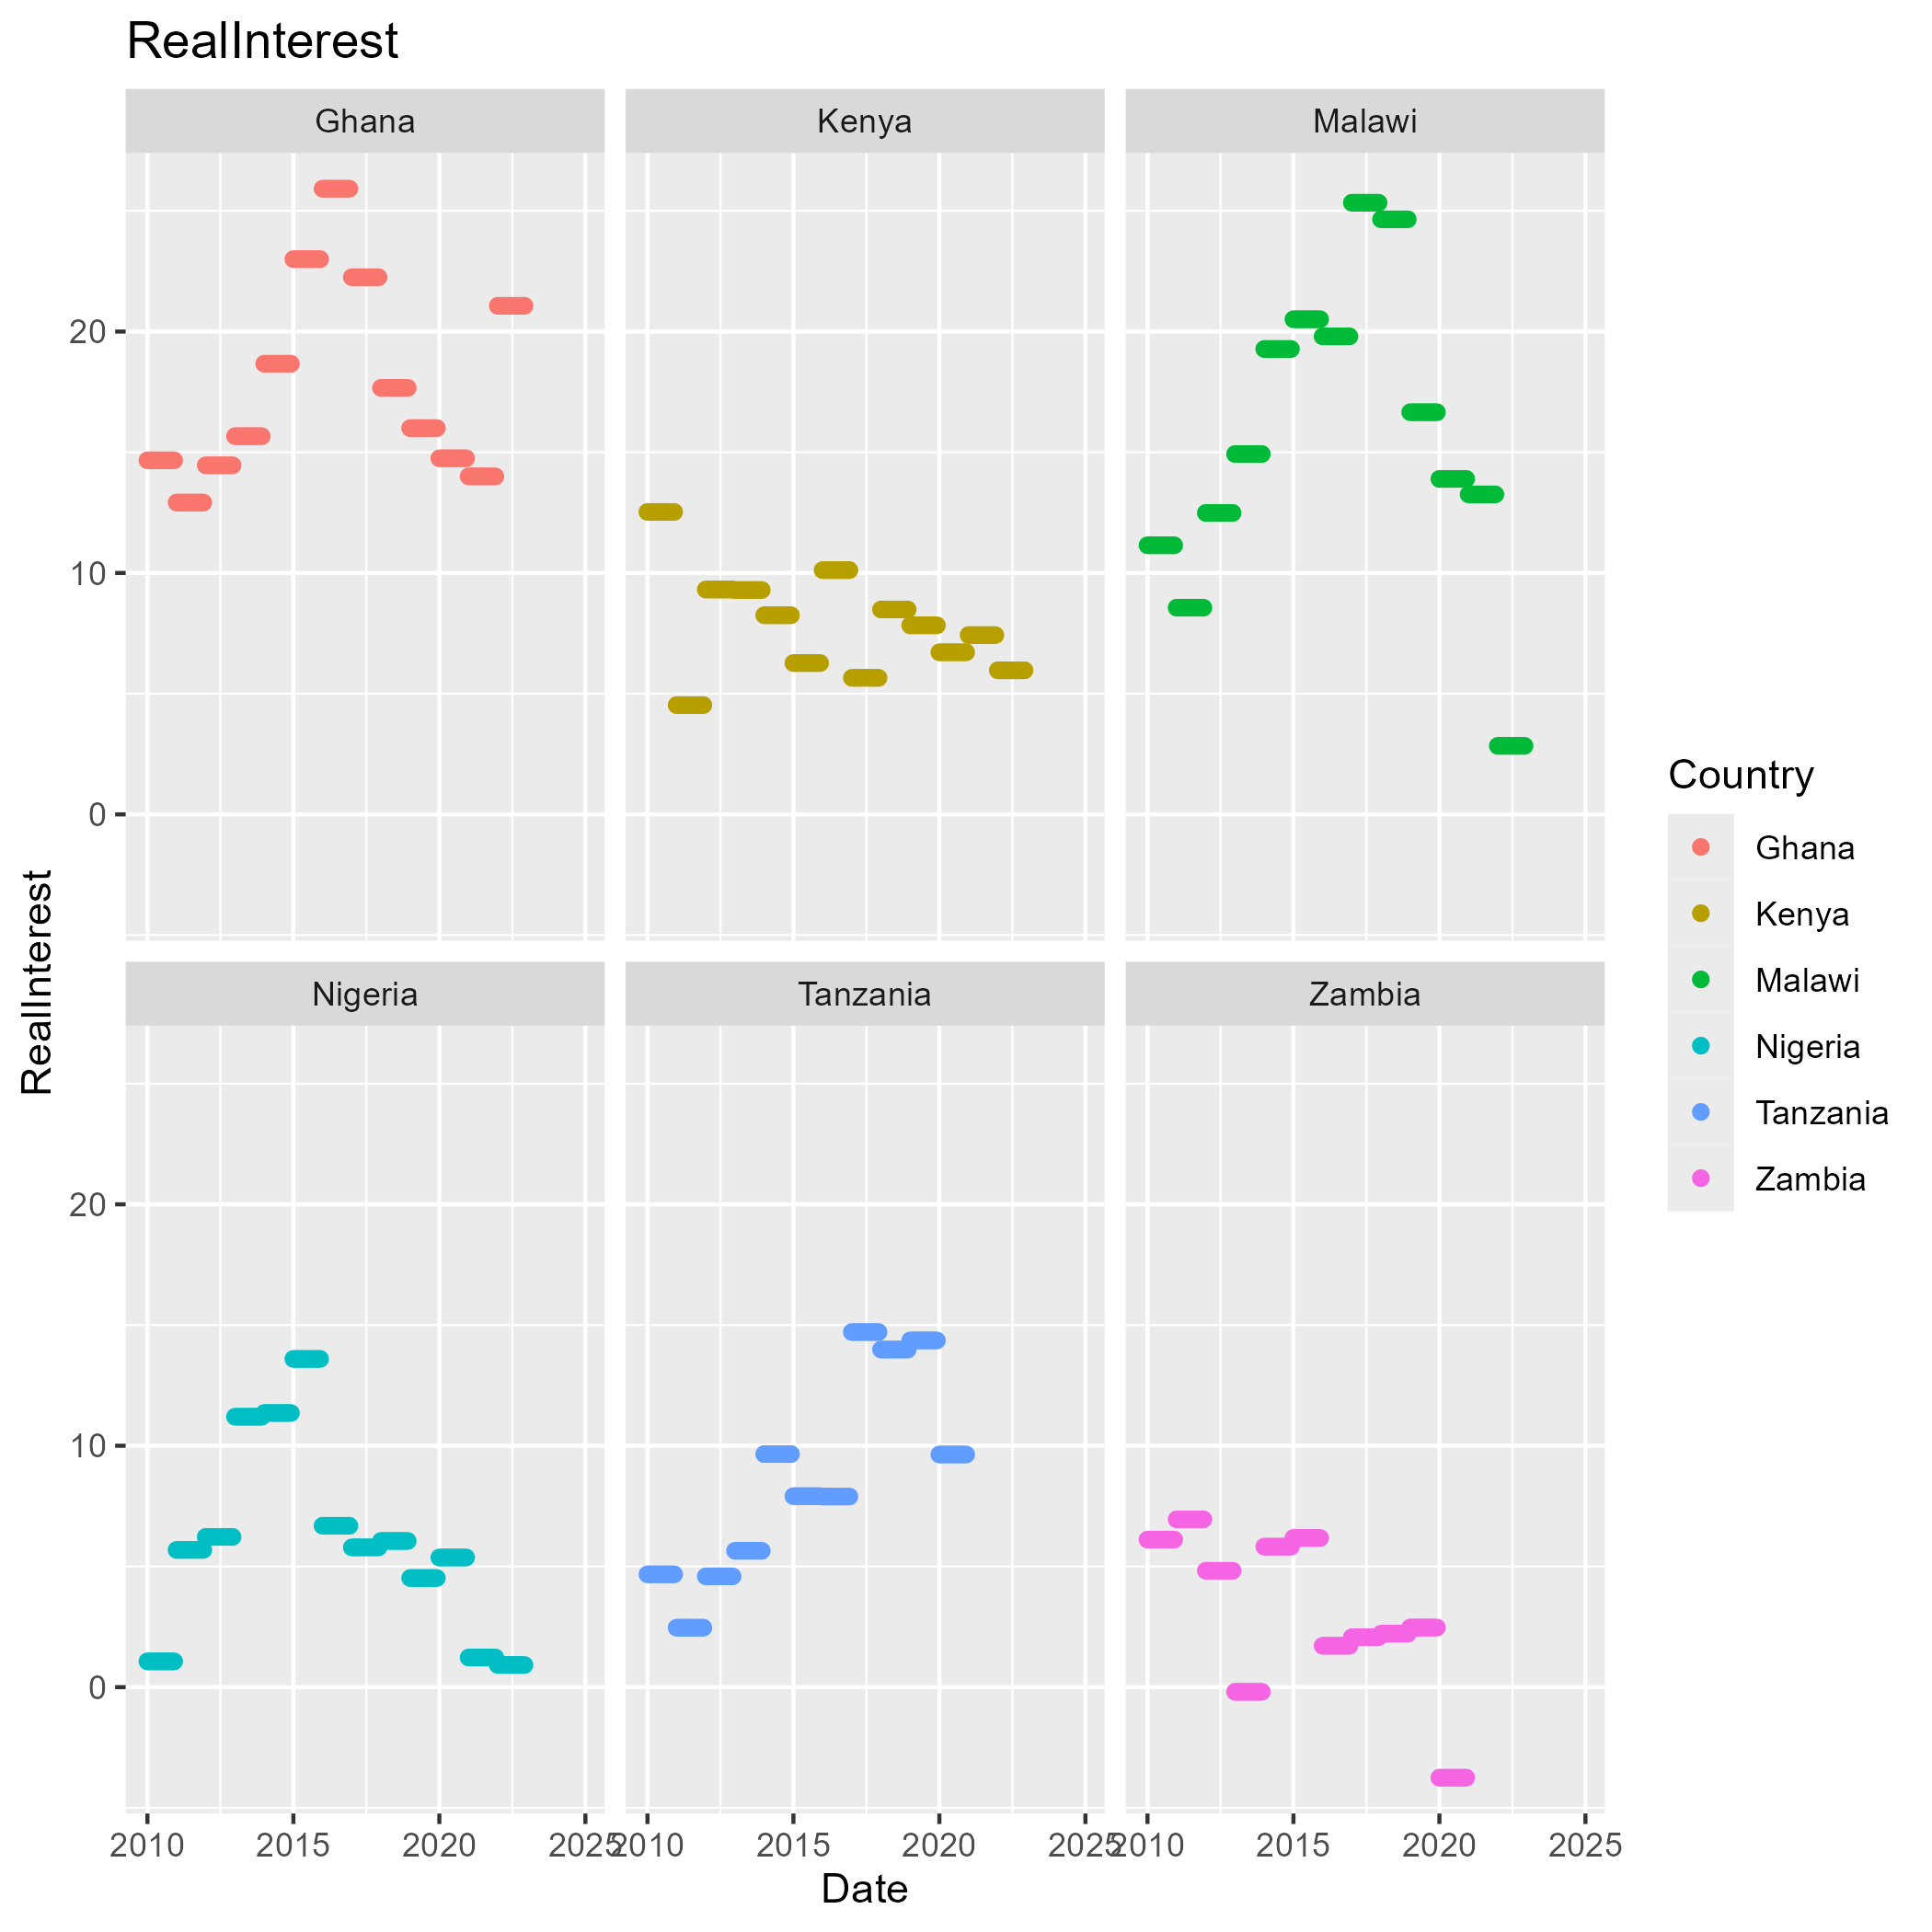 RealInterest
Ghana Kenya Malawi
20
10
0
RealInterest
Nigeria Tanzania Zambia
20
10
0
2010 2015 2020 2025 2010 2015 2020 2025 2010 2015 2020 2025
Date
Country
Ghana
Kenya
Malawi
Nigeria
Tanzania
Zambia